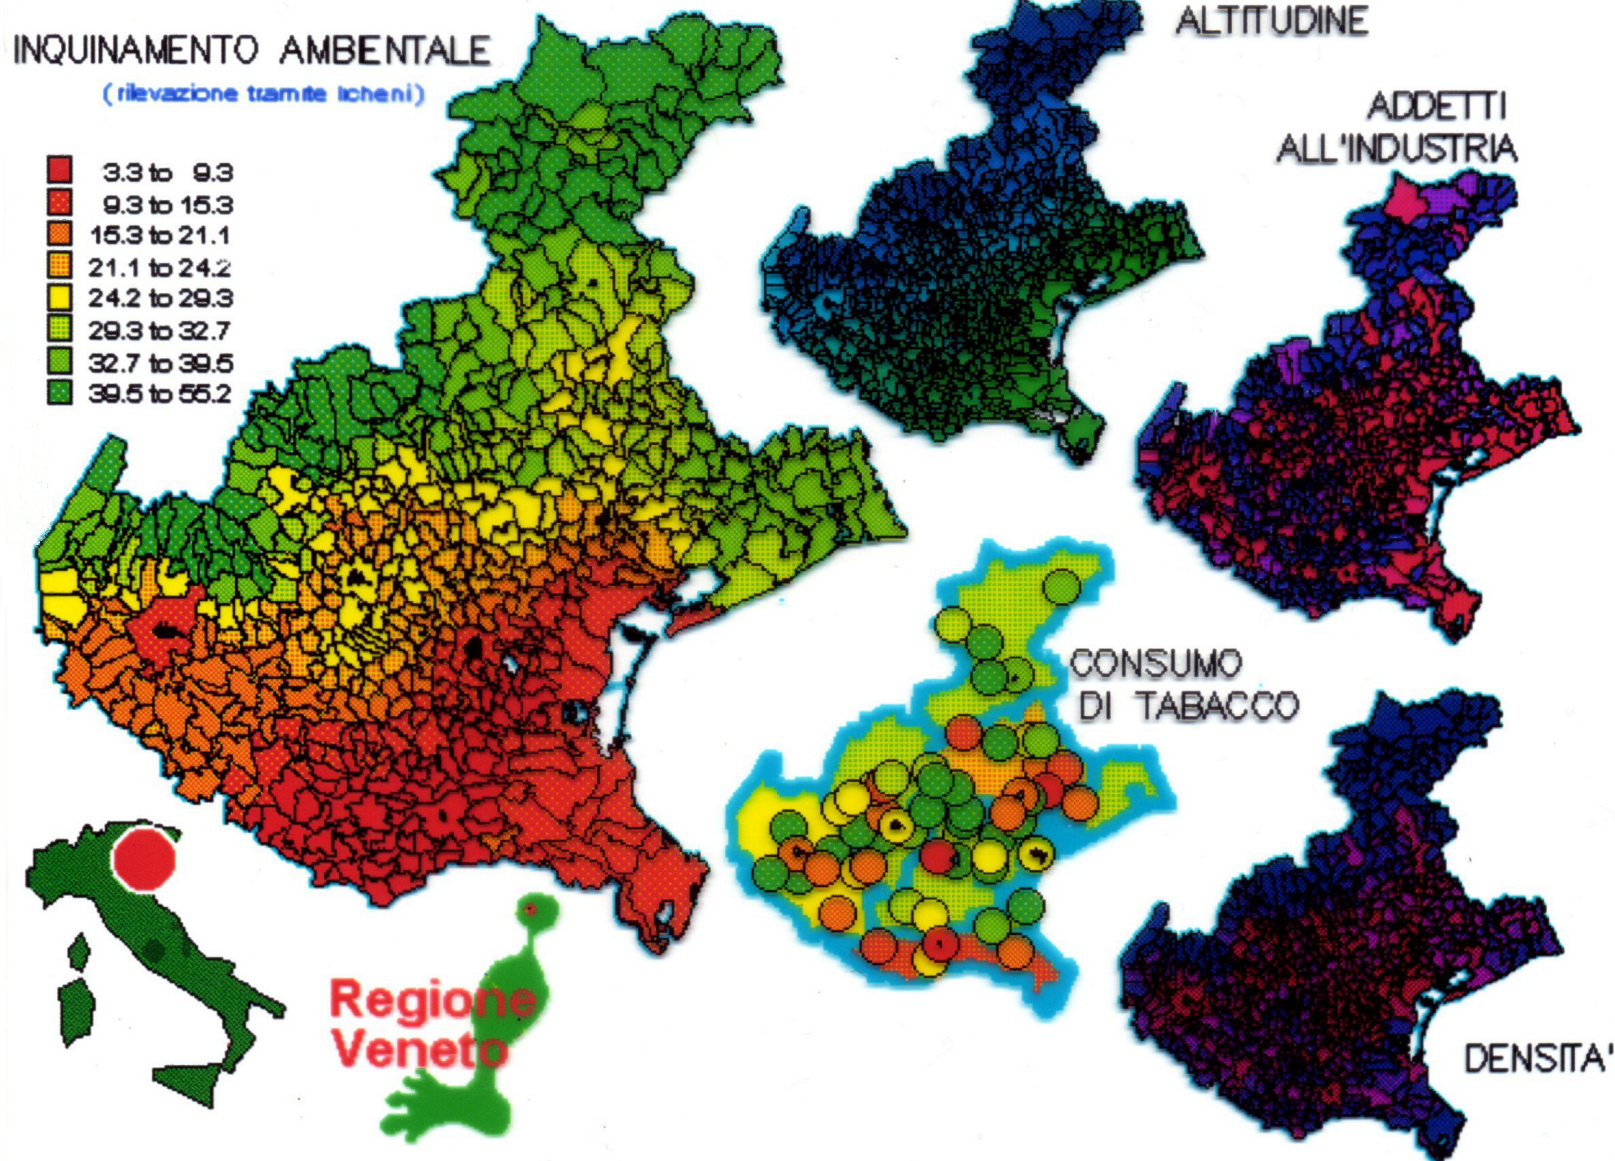 INQUINAMENTO AMBENTALE
(rilevazione tramite licheni)
3.3 to 9.3
9.3 to 15.3
15.3 to 21.1
21.1 to 24.2
24.2 to 29.3
29.3 to 32.7
32.7 to 39.5
39.5 to 55.2
ALTITUDINE
ADDETTI
ALL'INDUSTRIA
CONSUMO
DI TABACCO
Regione
Veneto
DENSITA'